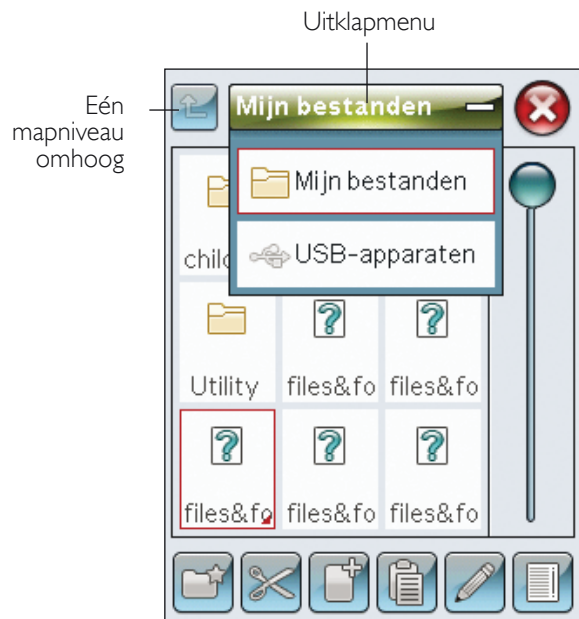 Uitklapmenu
Eén
mapniveau
omhoog
Mijn bestanden
Mijn bestanden
USB-apparaten
Utility
files&fo
files&fo
files&fo
files&fo
files&fo